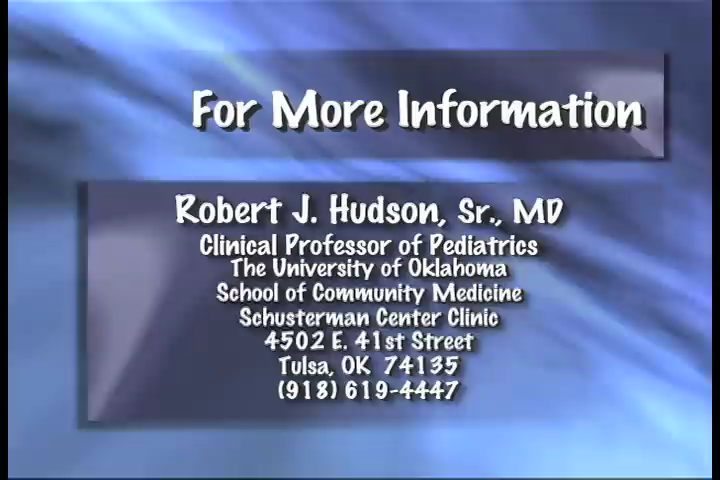 For More Information
Robert J. Hudson, Sr., MD
Clinical Professor of Pediatrics
The University of Oklahoma
School of Community Medicine
Schusterman Center Clinic
4502 E. 41st Street
Tulsa, OK 74135
(918) 619-4447